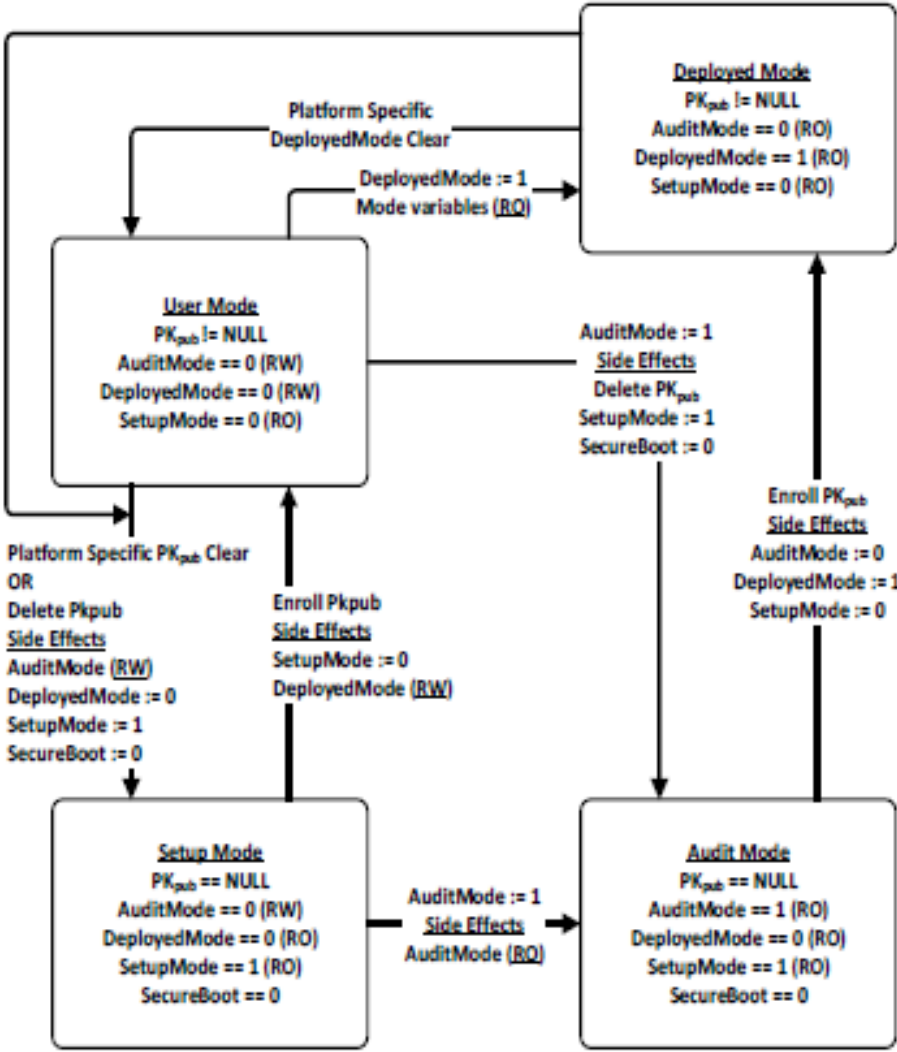 Deployed Mode
PKpub != NULL
AuditMode == 0 (RO)
DeployedMode == 1 (RO)
SetupMode == 0 (RO)
Platform Specific
DeployedMode Clear
DeployedMode := 1
Mode variables (RO)
User Mode
PKpub != NULL
AuditMode == 0 (RW)
DeployedMode == 0 (RW)
SetupMode == 0 (RO)
AuditMode := 1
Side Effects
Delete PKpub
SetupMode := 1
SecureBoot := 0
Enroll PKpub
Side Effects
AuditMode := 0
DeployedMode := 1
SetupMode := 0
Platform Specific PKpub Clear
OR
Delete Pkpub
Side Effects
AuditMode (RW)
DeployedMode := 0
SetupMode := 1
SecureBoot := 0
Enroll Pkpub
Side Effects
SetupMode := 0
DeployedMode (RW)
Setup Mode
PKpub == NULL
AuditMode == 0 (RW)
DeployedMode == 0 (RO)
SetupMode == 1 (RO)
SecureBoot == 0
AuditMode := 1
Side Effects
AuditMode (RO)
Audit Mode
PKpub == NULL
AuditMode == 1 (RO)
DeployedMode == 0 (RO)
SetupMode == 1 (RO)
SecureBoot == 0